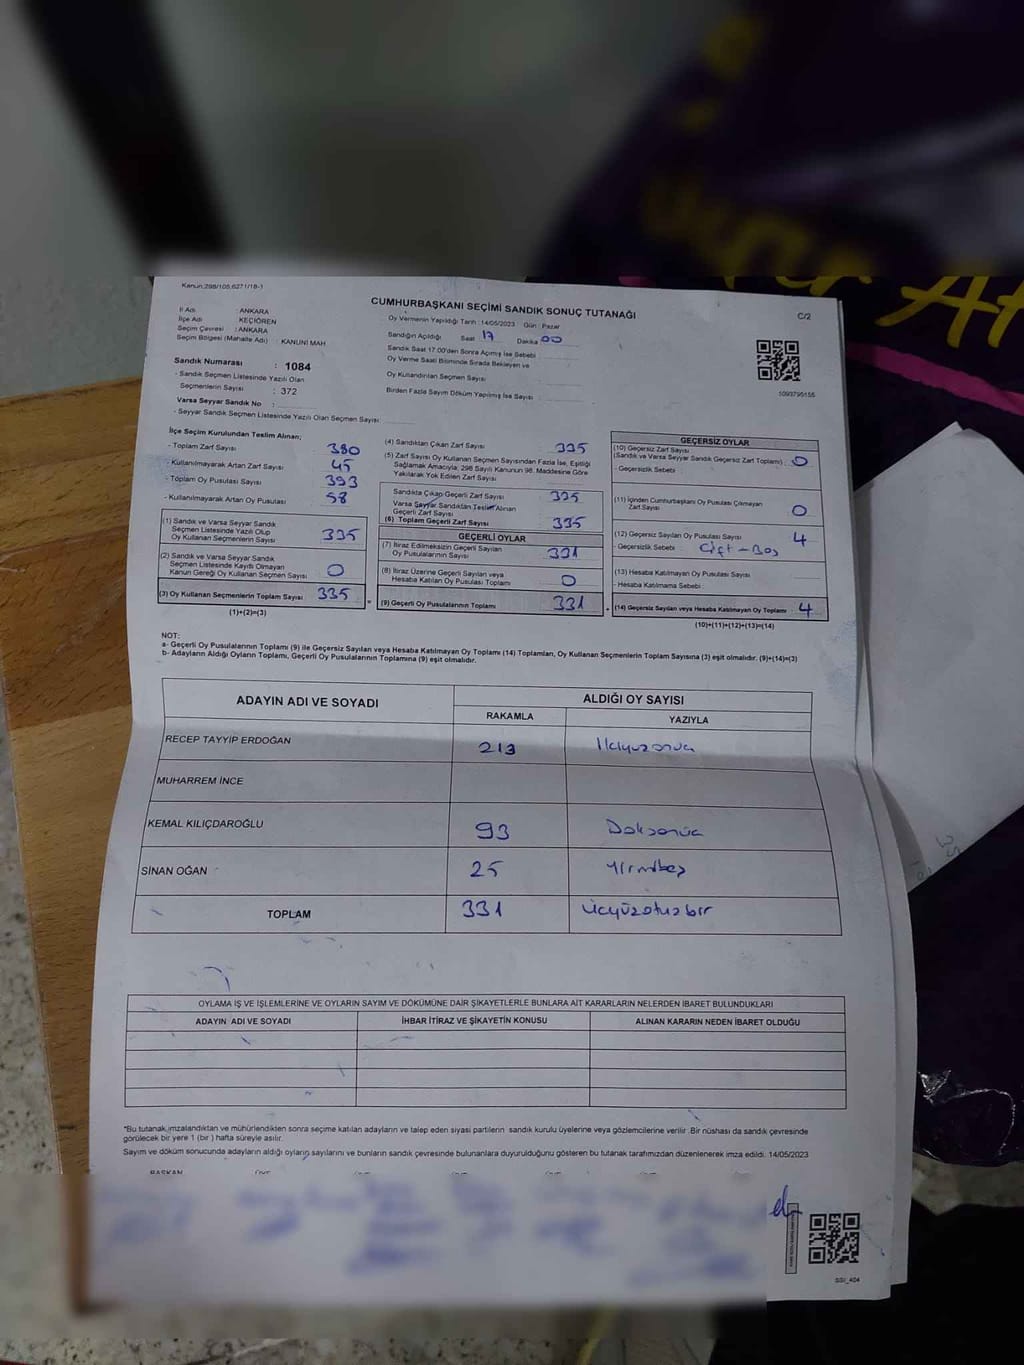 Kanun:298/105,6271/18-1
CUMHURBAŞKANI SEÇİMİ SANDIK SONUÇ TUTANAĞI
C/2
İl Adı : ANKARA
İlçe Adı : KEÇİÖREN
Seçim Çevresi : ANKARA
Seçim Bölgesi (Mahalle Adı) : KANUNİ MAH
Oy Vermenin Yapıldığı Tarih :14/05/2023 Gün : Pazar
Sandığın Açıldığı Saat 17 Dakika 00
Sandık Saat 17.00'den Sonra Açılmış İse Sebebi
Oy Verme Saati Bitiminde Sırada Bekleyen ve
Oy Kullandırılan Seçmen Sayısı
Birden Fazla Sayım Döküm Yapılmış İse Sayısı :
1093795155
Sandık Numarası : 1084
- Sandık Seçmen Listesinde Yazılı Olan
Seçmenlerin Sayısı : 372
Varsa Seyyar Sandık No :
- Seyyar Sandık Seçmen Listesinde Yazılı Olan Seçmen Sayısı:
İlçe Seçim Kurulundan Teslim Alınan;
- Toplam Zarf Sayısı 380
- Kullanılmayarak Artan Zarf Sayısı 45
- Toplam Oy Pusulası Sayısı 393
- Kullanılmayarak Artan Oy Pusulası 58
(1) Sandık ve Varsa Seyyar Sandık
Seçmen Listesinde Yazılı Olup
Oy Kullanan Seçmenlerin Sayısı 335
(2) Sandık ve Varsa Seyyar Sandık
Seçmen Listesinde Kayıtlı Olmayan
Kanun Gereği Oy Kullanan Seçmen Sayısı 0
(3) Oy Kullanan Seçmenlerin Toplam Sayısı 335
(1)+(2)=(3)
(4) Sandıktan Çıkan Zarf Sayısı 335
(5) Zarf Sayısı Oy Kullanan Seçmen Sayısından Fazla İse, Eşitliği
Sağlamak Amacıyla, 298 Sayılı Kanunun 98. Maddesine Göre
Yakılarak Yok Edilen Zarf Sayısı
Sandıkta Çıkan Geçerli Zarf Sayısı 335
Varsa Seyyar Sandıktan Teslim Alınan
Geçerli Zarf Sayısı
(6) Toplam Geçerli Zarf Sayısı 335
GEÇERLİ OYLAR
(7) İtiraz Edilmeksizin Geçerli Sayılan
Oy Pusulalarının Sayısı 331
(8) İtiraz Üzerine Geçerli Sayılan veya
Hesaba Katılan Oy Pusulası Toplamı 0
(9) Geçerli Oy Pusulalarının Toplamı 331
GEÇERSİZ OYLAR
(10) Geçersiz Zarf Sayısı
(Sandık ve Varsa Seyyar Sandık Geçersiz Zarf Toplamı) 0
- Geçersizlik Sebebi
(11) İçinden Cumhurbaşkanı Oy Pusulası Çıkmayan
Zarf Sayısı 0
(12) Geçersiz Sayılan Oy Pusulası Sayısı 4
- Geçersizlik Sebebi Çift - Boş
(13) Hesaba Katılmayan Oy Pusulası Sayısı
- Hesaba Katılmama Sebebi
(14) Geçersiz Sayılan veya Hesaba Katılmayan Oy Toplamı 4
(10)+(11)+(12)+(13)=(14)
NOT:
a- Geçerli Oy Pusulalarının Toplamı (9) ile Geçersiz Sayılan veya Hesaba Katılmayan Oy Toplamı (14) Toplamları, Oy Kullanan Seçmenlerin Toplam Sayısına (3) eşit olmalıdır. (9)+(14)=(3)
b- Adayların Aldığı Oyların Toplamı, Geçerli Oy Pusulalarının Toplamına (9) eşit olmalıdır.
ADAYIN ADI VE SOYADI
ALDIĞI OY SAYISI
RAKAMLA YAZIYLA
RECEP TAYYİP ERDOĞAN 213 İkiyüzonüç
MUHARREM İNCE
KEMAL KILIÇDAROĞLU 93 Doksanüç
SİNAN OĞAN 25 Yirmibeş
TOPLAM 331 Üçyüzotuzbir
OYLAMA İŞ VE İŞLEMLERİNE VE OYLARIN SAYIM VE DÖKÜMÜNE DAİR ŞİKAYETLERLE BUNLARA AİT KARARLARIN NELERDEN İBARET BULUNDUKLARI
ADAYIN ADI VE SOYADI İHBAR İTİRAZ VE ŞİKAYETİN KONUSU ALINAN KARARIN NEDEN İBARET OLDUĞU
*Bu tutanak imzalandıktan ve mühürlendikten sonra seçime katılan adayların ve talep eden siyasi partilerin sandık kurulu üyelerine veya gözlemcilerine verilir. Bir nüshası da sandık çevresinde
görülecek bir yere 1 (bir ) hafta süreyle asılır.
Sayım ve döküm sonucunda adayların aldığı oyların sayılarını ve bunların sandık çevresinde bulunanlara duyurulduğunu gösteren bu tutanak tarafımızdan düzenlenerek imza edildi. 14/05/2023
BAŞKAN
SGI_404